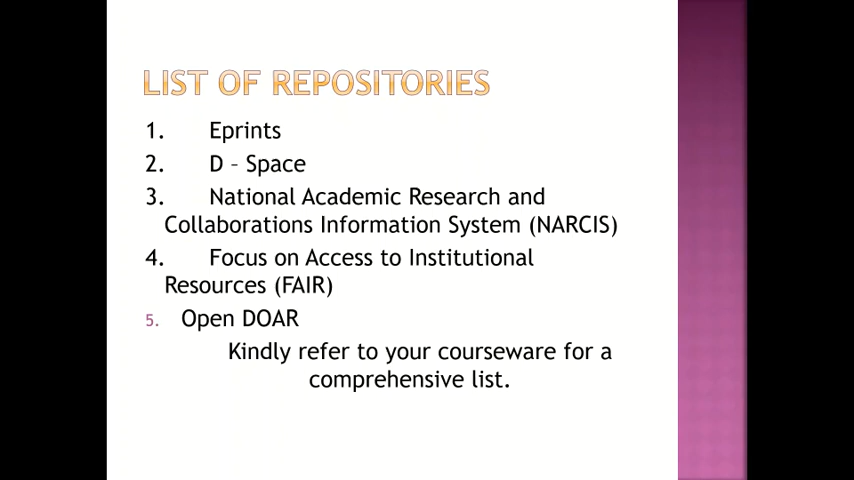 LIST OF REPOSITORIES
1. Eprints
2. D – Space
3. National Academic Research and
Collaborations Information System (NARCIS)
4. Focus on Access to Institutional
Resources (FAIR)
5. Open DOAR
Kindly refer to your courseware for a
comprehensive list.